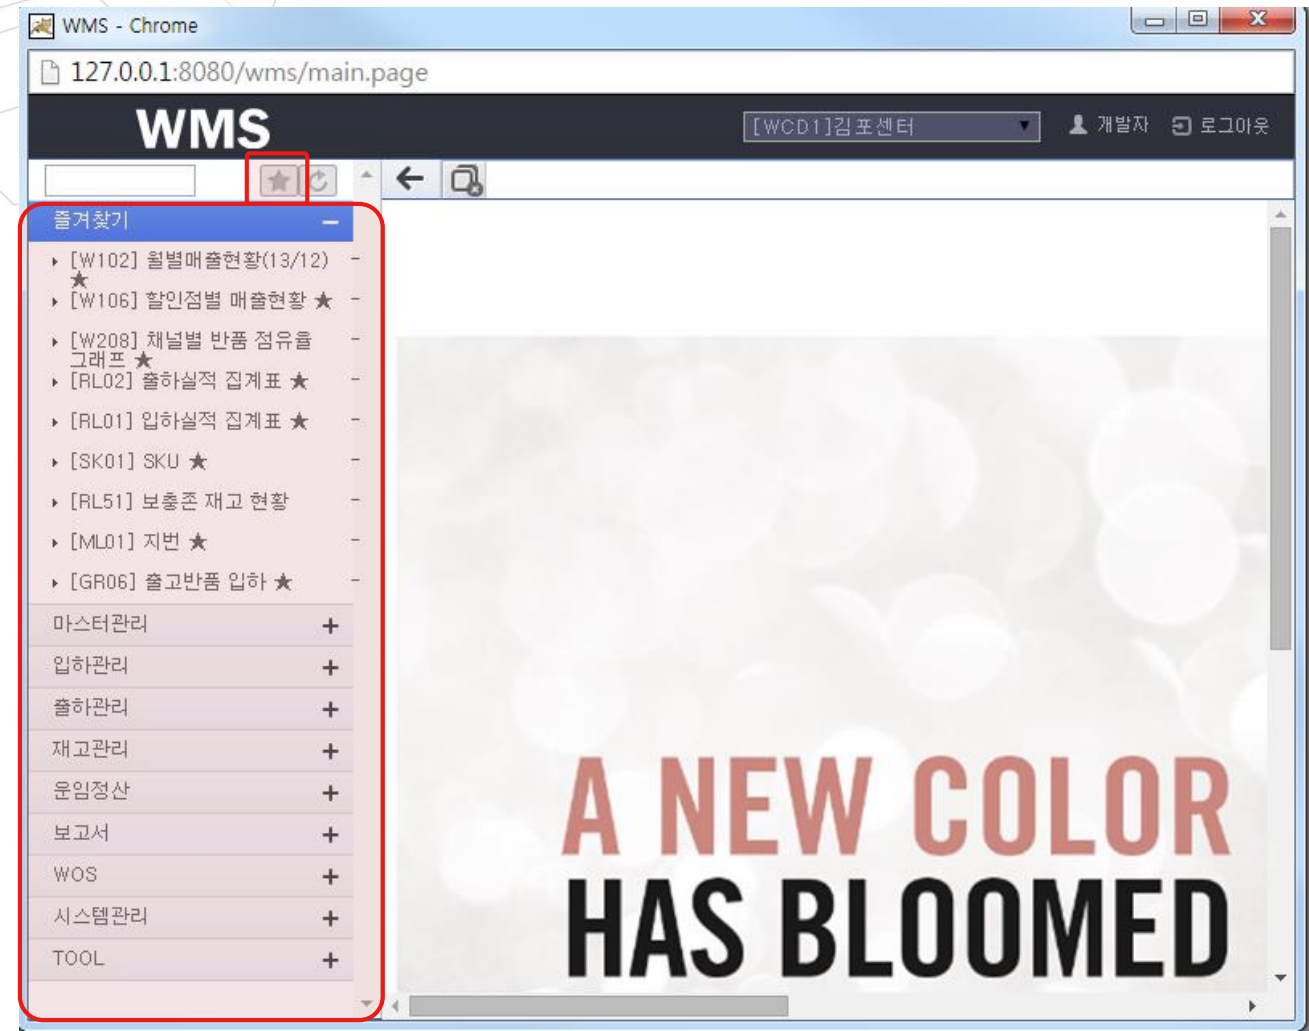 WMS - Chrome
127.0.0.1:8080/wms/main.page
WMS
[WCD1]김포센터
개발자
로그아웃
즐겨찾기
[W102] 월별매출현황(13/12) ★
[W106] 할인점별 매출현황 ★
[W208] 채널별 반품 점유율
그래프 ★
[RL02] 출하실적 집계표 ★
[RL01] 입하실적 집계표 ★
[SK01] SKU ★
[RL51] 보충존 재고 현황
[ML01] 지번 ★
[GR06] 출고반품 입하 ★
마스터관리
입하관리
출하관리
재고관리
운임정산
보고서
WOS
시스템관리
TOOL
A NEW COLOR
HAS BLOOMED